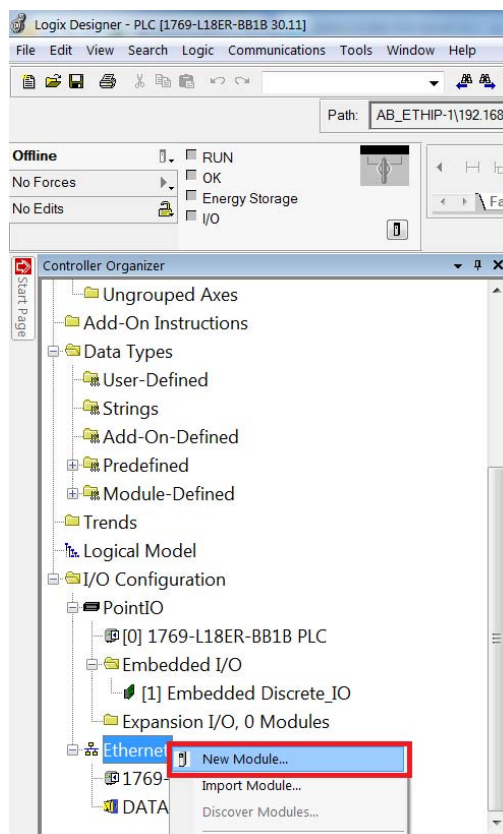 Logix Designer - PLC [1769-L18ER-BB1B 30.11]
File Edit View Search Logic Communications Tools Window Help
Path: AB_ETHIP-1\192.168
Offline
RUN
No Forces
OK
Energy Storage
No Edits
I/O
Fa
Start Page
Controller Organizer
Ungrouped Axes
Add-On Instructions
Data Types
User-Defined
Strings
Add-On-Defined
Predefined
Module-Defined
Trends
Logical Model
I/O Configuration
PointIO
[0] 1769-L18ER-BB1B PLC
Embedded I/O
[1] Embedded Discrete_IO
Expansion I/O, 0 Modules
Ethernet
New Module...
1769-
Import Module...
DATA
Discover Modules...